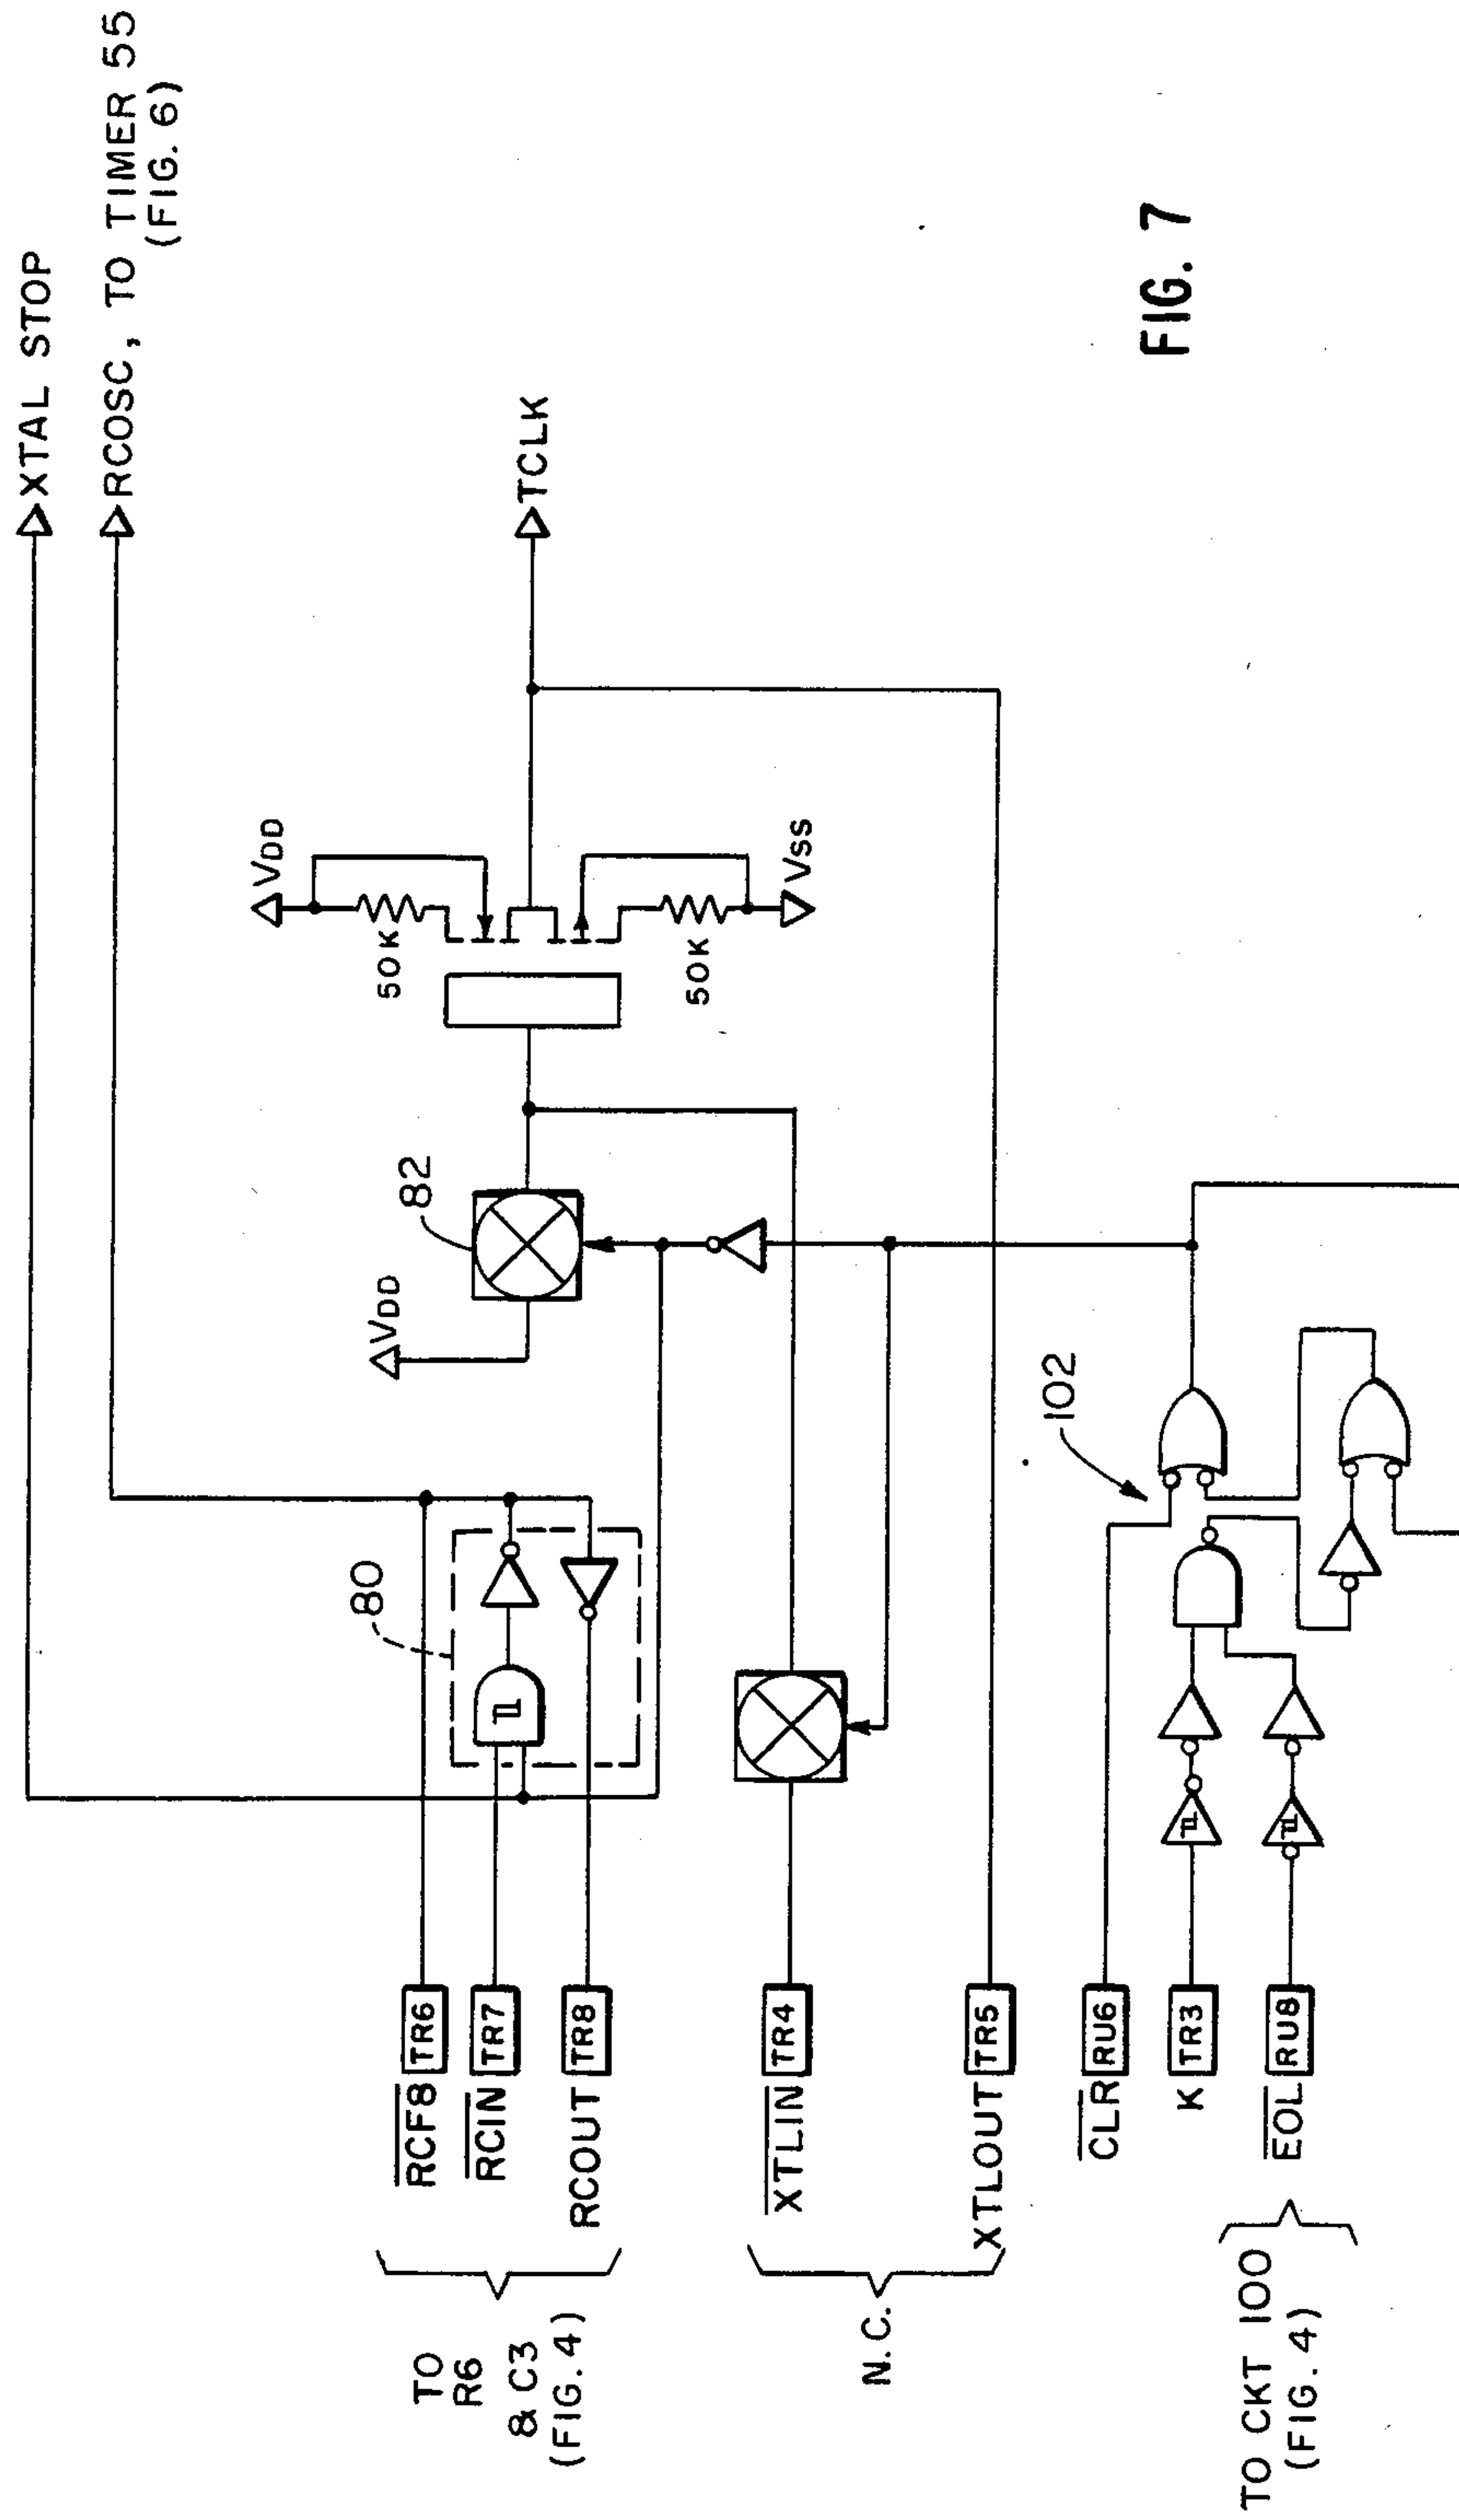 XTAL STOP
RCOSC, TO TIMER 55
(FIG. 6)
VDD
50K
TCLK
50K
VSS
82
VDD
80
TO
R6
& C3
(FIG. 4)
RCFB TR6
RCIN TR7
RCOUT TR8
N.C.
XTLIN TR4
XTLOUT TR5
102
CLR RU6
K TR3
EOL RU8
TO CKT 100
(FIG. 4)
FIG. 7